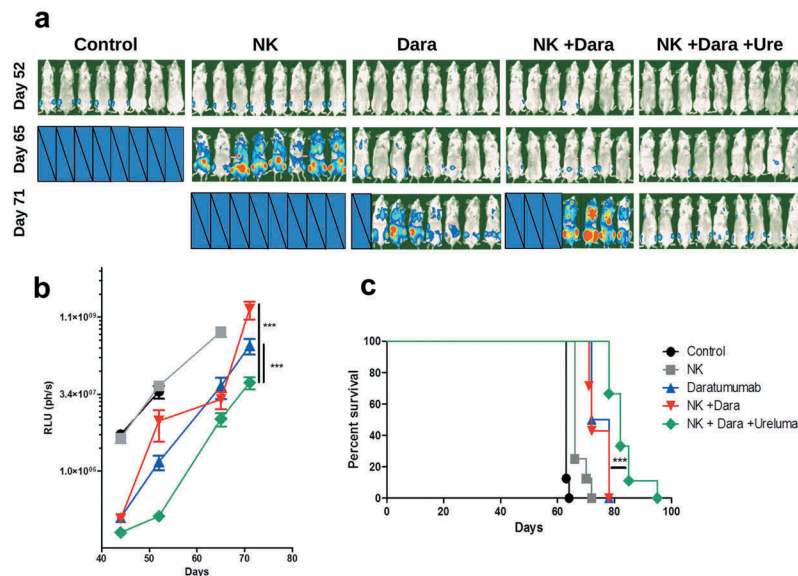 a
Control NK Dara NK +Dara NK +Dara +Ure
Day 52
Day 65
Day 71
b
1.1×10⁰⁹
3.4×10⁰⁷
1.0×10⁰⁶
RLU (ph/s)
***
***
40 50 60 70 80
Days
c
100
80
60
40
20
0
Percent survival
***
0 20 40 60 80 100
Days
Control
NK
Daratumumab
NK +Dara
NK + Dara +Ureluma